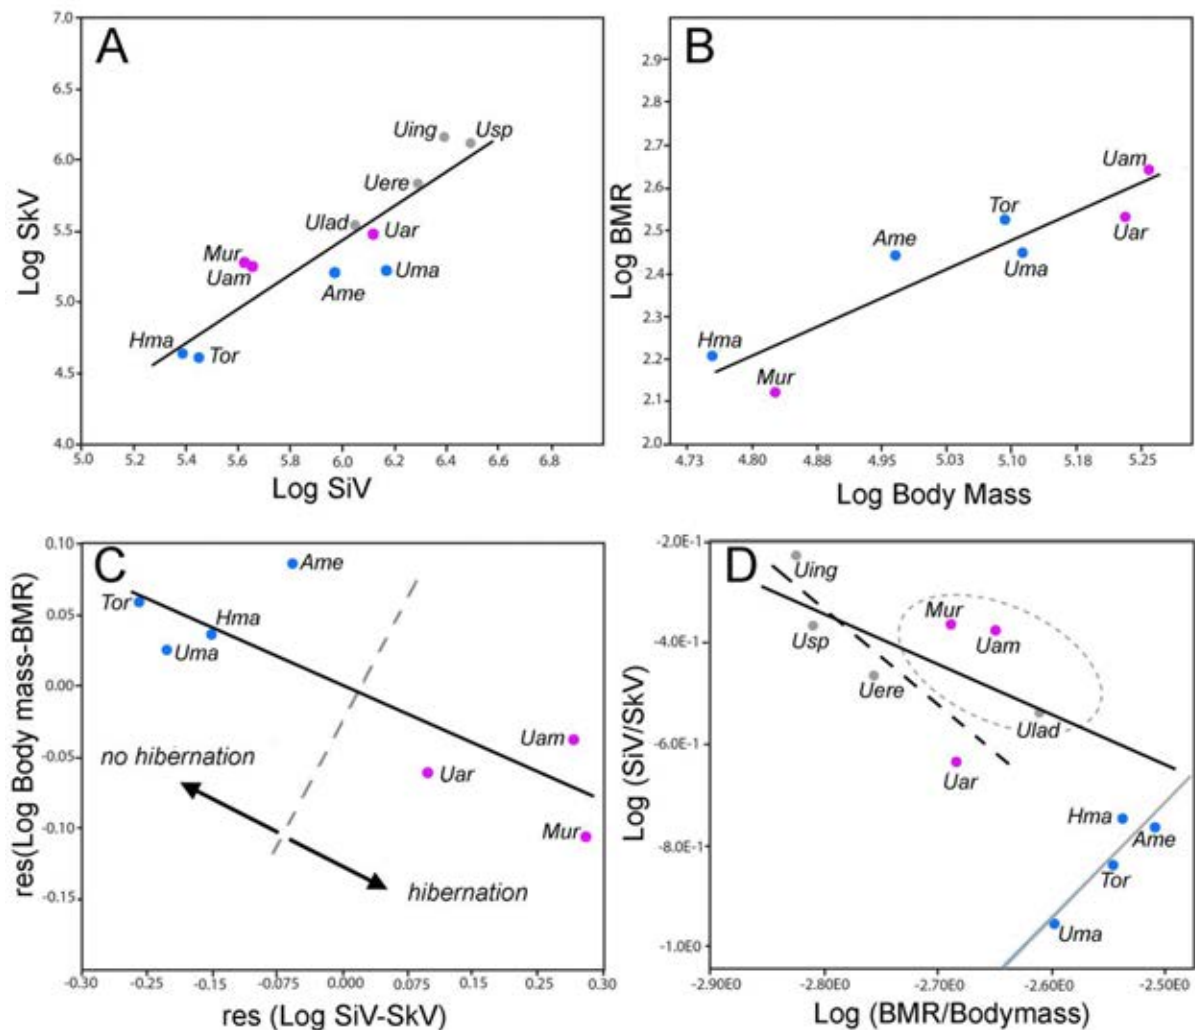 A
7.0
6.5
6.0
5.5
5.0
4.5
4.0
Log SkV
Uing
Usp
Uere
Ulad
Uar
Mur
Uam
Ame
Uma
Hma
Tor
5.0
5.4
5.6
6.0
6.2
6.4
6.6
6.8
Log SiV
B
2.9
2.8
2.7
2.6
2.4
2.3
2.2
2.1
2.0
Log BMR
Uam
Tor
Uar
Ame
Uma
Hma
Mur
4.73
4.80
4.88
4.95
5.03
5.10
5.18
5.25
Log Body Mass
C
0.10
0.05
0.00
-0.05
-0.10
-0.15
res(Log Body mass-BMR)
Ame
Tor
Hma
Uma
Uam
Uar
Mur
no hibernation
hibernation
-0.30
-0.25
-0.15
-0.075
0.000
0.075
0.15
0.25
0.30
res (Log SiV-SkV)
D
-2.0E-1
-4.0E-1
-6.0E-1
-8.0E-1
-1.0E0
Log (SiV/SkV)
Uing
Mur
Usp
Uam
Uere
Ulad
Uar
Hma
Ame
Tor
Uma
-2.90E0
-2.80E0
-2.70E0
-2.60E0
-2.50E0
Log (BMR/Bodymass)